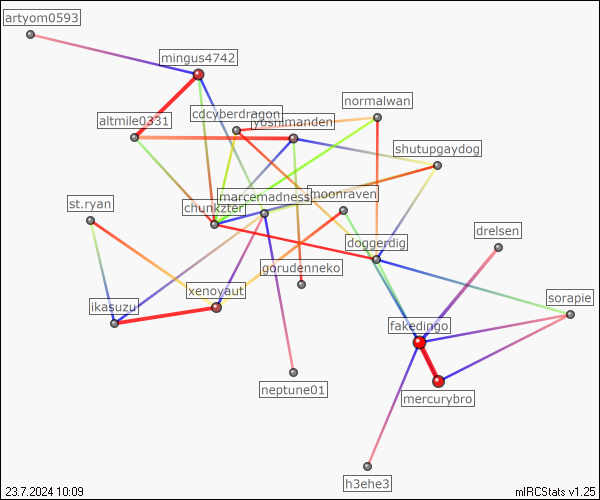 artyom0593
mingus4742
cdcyberdragon
normalwan
altmile0331
yoshimanden
shutupgaydog
marcemadness
moonraven
st.ryan
chunkzter
doggerdig
drelsen
gorudenneko
xenoyaut
ikasuzu
sorapie
fakedingo
neptune01
mercurybro
h3ehe3
23.7.2024 10:09
mIRCStats v1.25